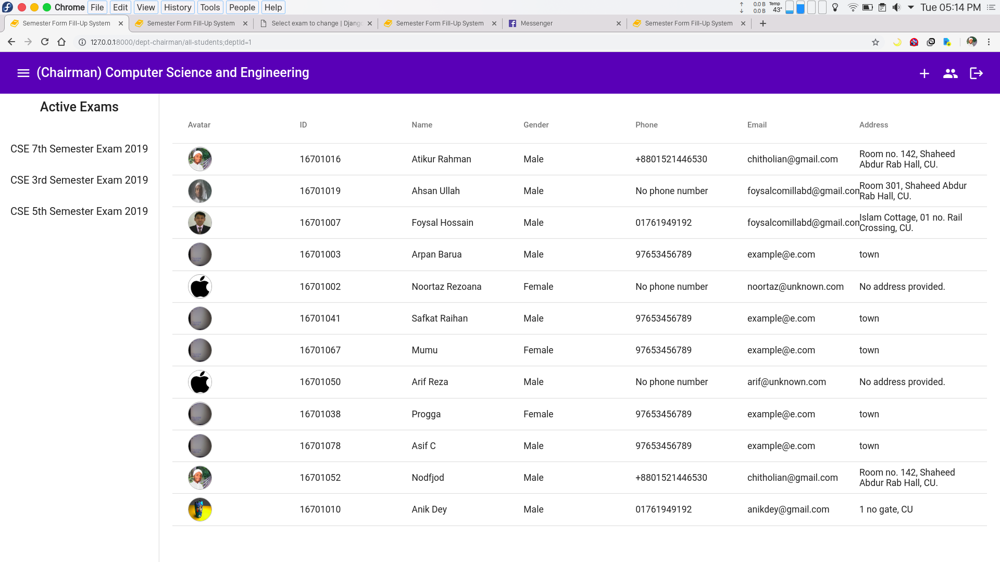 Chrome File Edit View History Tools People Help 0.0 B 0.0 B Temp 43° Tue 05:14 PM
Semester Form Fill-Up System Semester Form Fill-Up System Select exam to change | Djang Semester Form Fill-Up System Messenger Semester Form Fill-Up System
127.0.0.1:8000/dept-chairman/all-students;deptId=1
(Chairman) Computer Science and Engineering
Active Exams
CSE 7th Semester Exam 2019
CSE 3rd Semester Exam 2019
CSE 5th Semester Exam 2019
Avatar ID Name Gender Phone Email Address
16701016 Atikur Rahman Male +8801521446530 chitholian@gmail.com Room no. 142, Shaheed
Abdur Rab Hall, CU.
16701019 Ahsan Ullah Male No phone number foysalcomillabd@gmail.com Room 301, Shaheed Abdur
Rab Hall, CU.
16701007 Foysal Hossain Male 01761949192 foysalcomillabd@gmail.com Islam Cottage, 01 no. Rail
Crossing, CU.
16701003 Arpan Barua Male 97653456789 example@e.com town
16701002 Noortaz Rezoana Female No phone number noortaz@unknown.com No address provided.
16701041 Safkat Raihan Male 97653456789 example@e.com town
16701067 Mumu Female 97653456789 example@e.com town
16701050 Arif Reza Male No phone number arif@unknown.com No address provided.
16701038 Progga Female 97653456789 example@e.com town
16701078 Asif C Male 97653456789 example@e.com town
16701052 Nodfjod Male +8801521446530 chitholian@gmail.com Room no. 142, Shaheed
Abdur Rab Hall, CU.
16701010 Anik Dey Male 01761949192 anikdey@gmail.com 1 no gate, CU